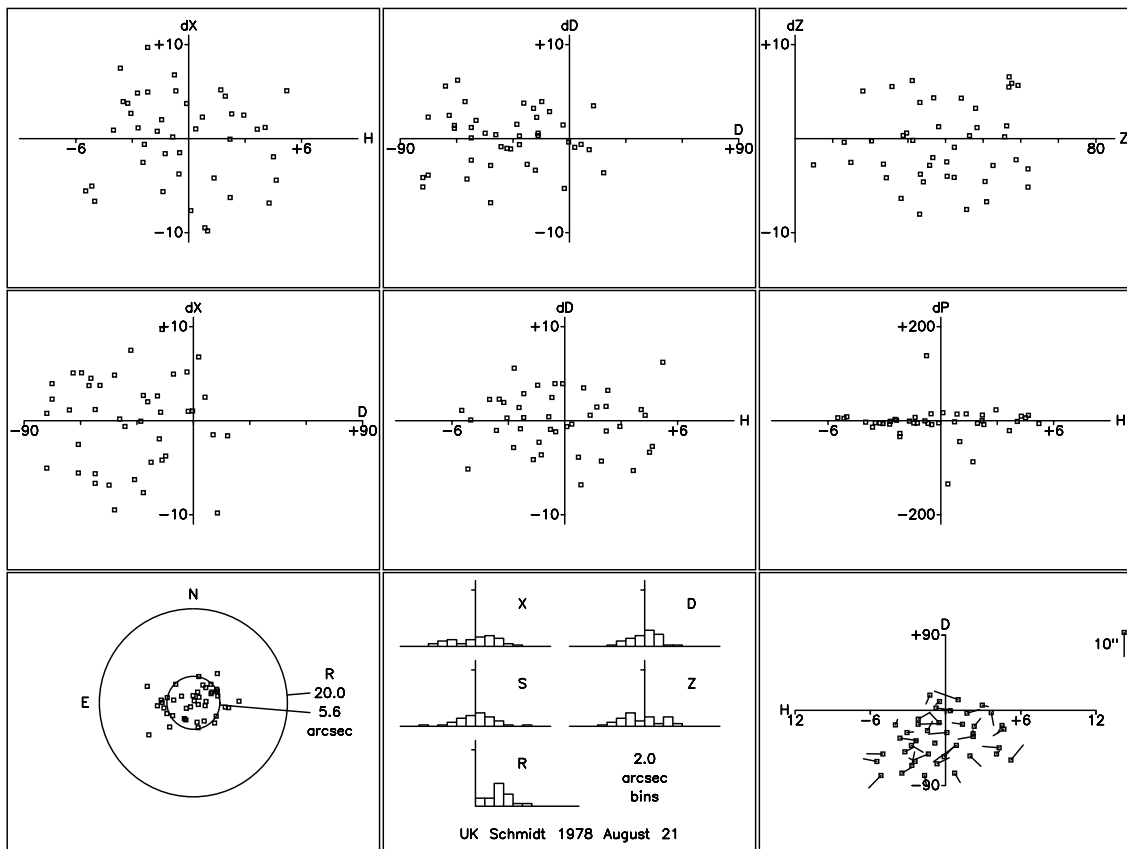 dX
+10
H
-6
+6
-10
dD
+10
D
-90
+90
-10
dZ
+10
Z
80
-10
dX
+10
D
-90
+90
-10
dD
+10
H
-6
+6
-10
dP
+200
H
-6
+6
-200
N
E
R
20.0
5.6
arcsec
X
D
S
Z
R
2.0
arcsec
bins
UK Schmidt 1978 August 21
D
+90
10"
H
12
-6
+6
12
-90